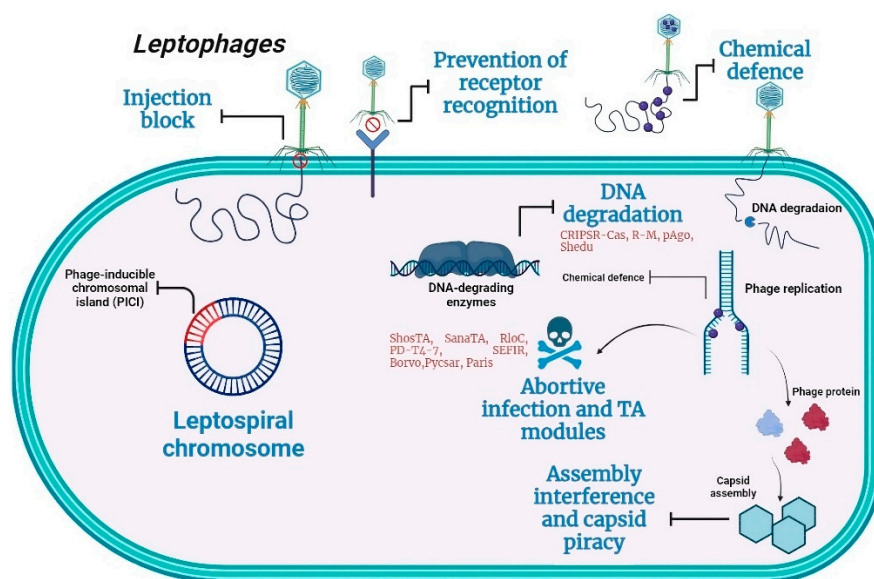 Leptophages
Injection
block
Prevention of
receptor
recognition
Chemical
defence
DNA
degradation
CRIPSR-Cas, R-M, pAgo,
Shedu
DNA degradaion
DNA-degrading
enzymes
Chemical defence
Phage replication
Phage-inducible
chromosomal
island (PICI)
ShosTA, SanaTA, RloC,
PD-T4-7, SEFIR,
Borvo,Pycsar, Paris
Abortive
infection and TA
modules
Leptospiral
chromosome
Phage protein
Assembly
interference
and capsid
piracy
Capsid
assembly